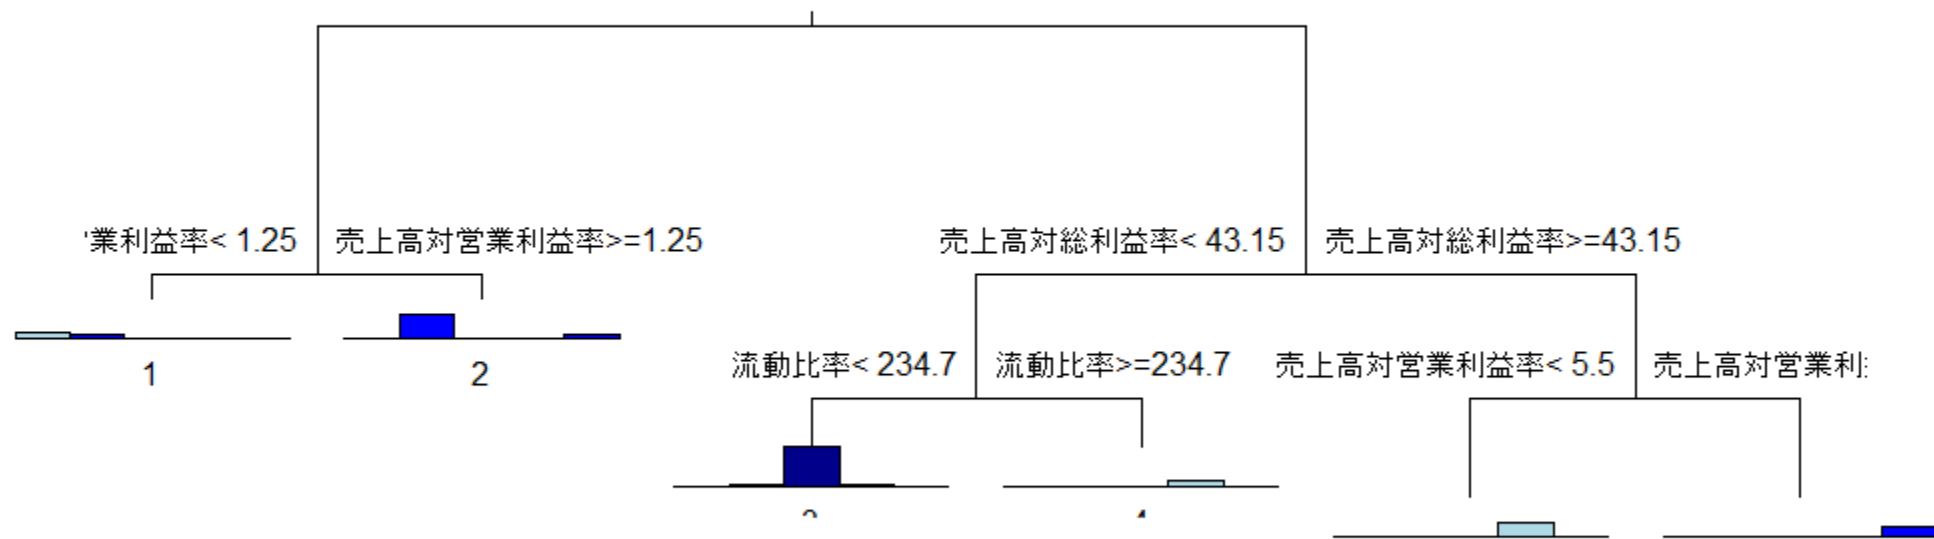 業利益率< 1.25
売上高対営業利益率>=1.25
売上高対総利益率< 43.15
売上高対総利益率>=43.15
流動比率< 234.7
流動比率>=234.7
売上高対営業利益率< 5.5
売上高対営業利
1
2